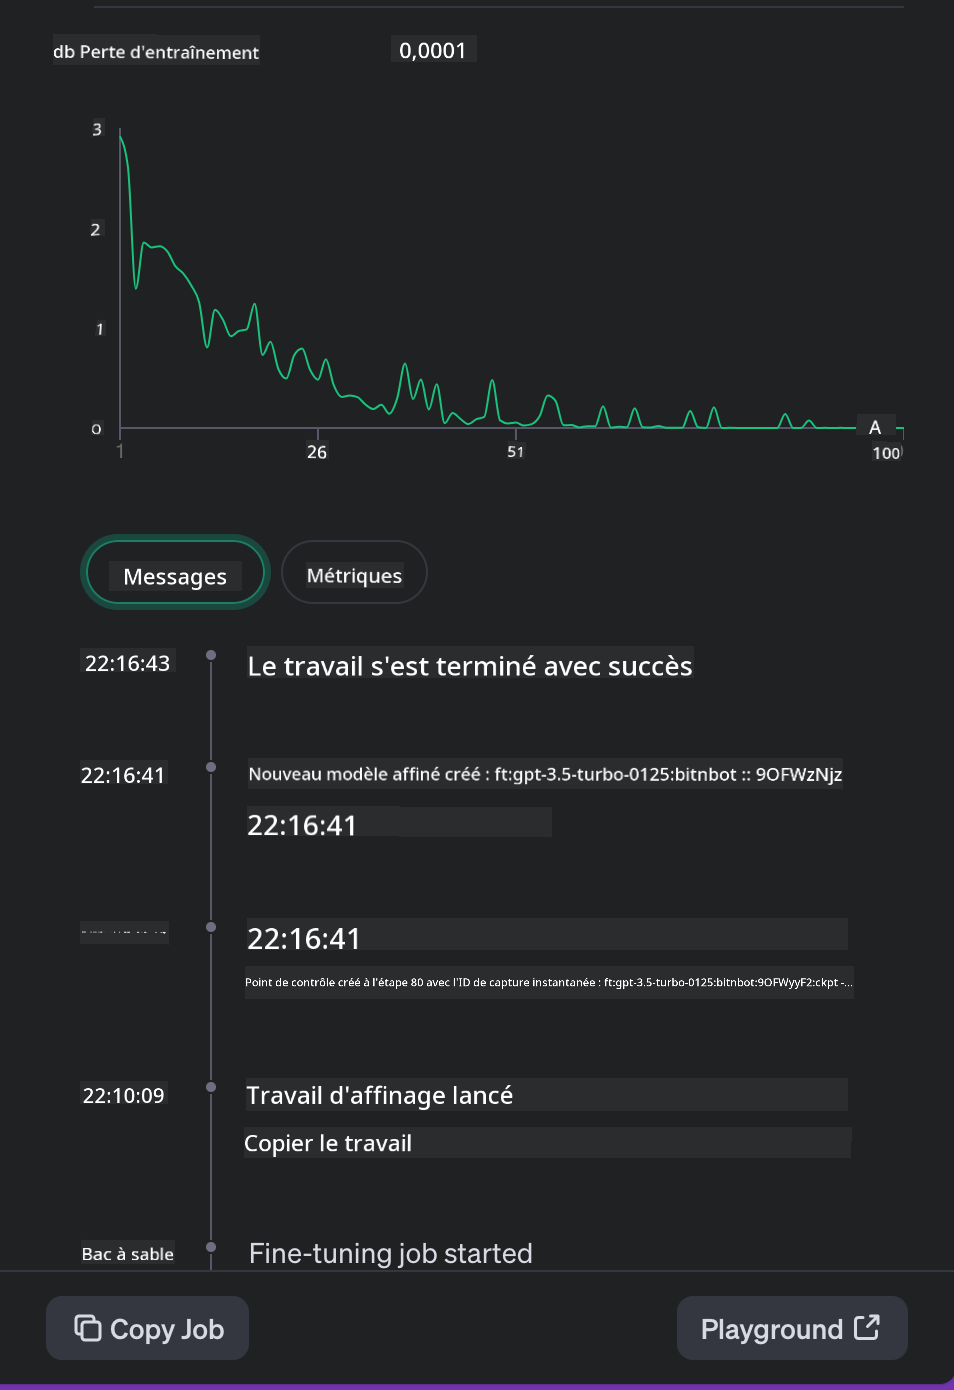 db Perte d'entraînement
0,0001
3
2
1
0
1
26
51
A
100
Messages
Métriques
22:16:43
Le travail s'est terminé avec succès
22:16:41
Nouveau modèle affiné créé : ft:gpt-3.5-turbo-0125:bitnbot :: 9OFWzNjz
22:16:41
22:16:41
Point de contrôle créé à l'étape 80 avec l'ID de capture instantanée : ft:gpt-3.5-turbo-0125:bitnbot:9OFWyyF2:ckpt -...
22:10:09
Travail d'affinage lancé
Copier le travail
Bac à sable
Fine-tuning job started
Copy Job
Playground